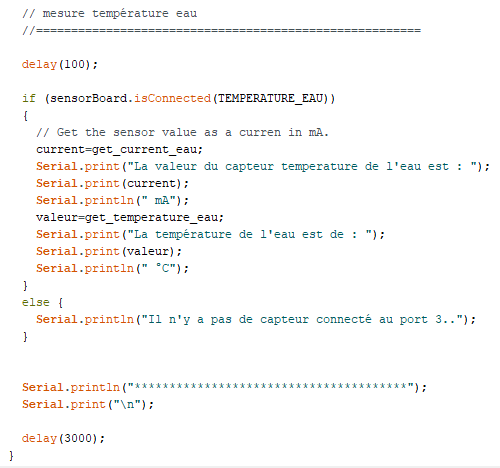 // mesure température eau
//=======================================================
delay(100);
if (sensorBoard.isConnected(TEMPERATURE_EAU))
{
// Get the sensor value as a curren in mA.
current=get_current_eau;
Serial.print("La valeur du capteur temperature de l'eau est : ");
Serial.print(current);
Serial.println(" mA");
valeur=get_temperature_eau;
Serial.print("La température de l'eau est de : ");
Serial.print(valeur);
Serial.println(" °C");
}
else {
Serial.println("Il n'y a pas de capteur connecté au port 3..");
}
Serial.println("***************************************");
Serial.print("\n");
delay(3000);
}